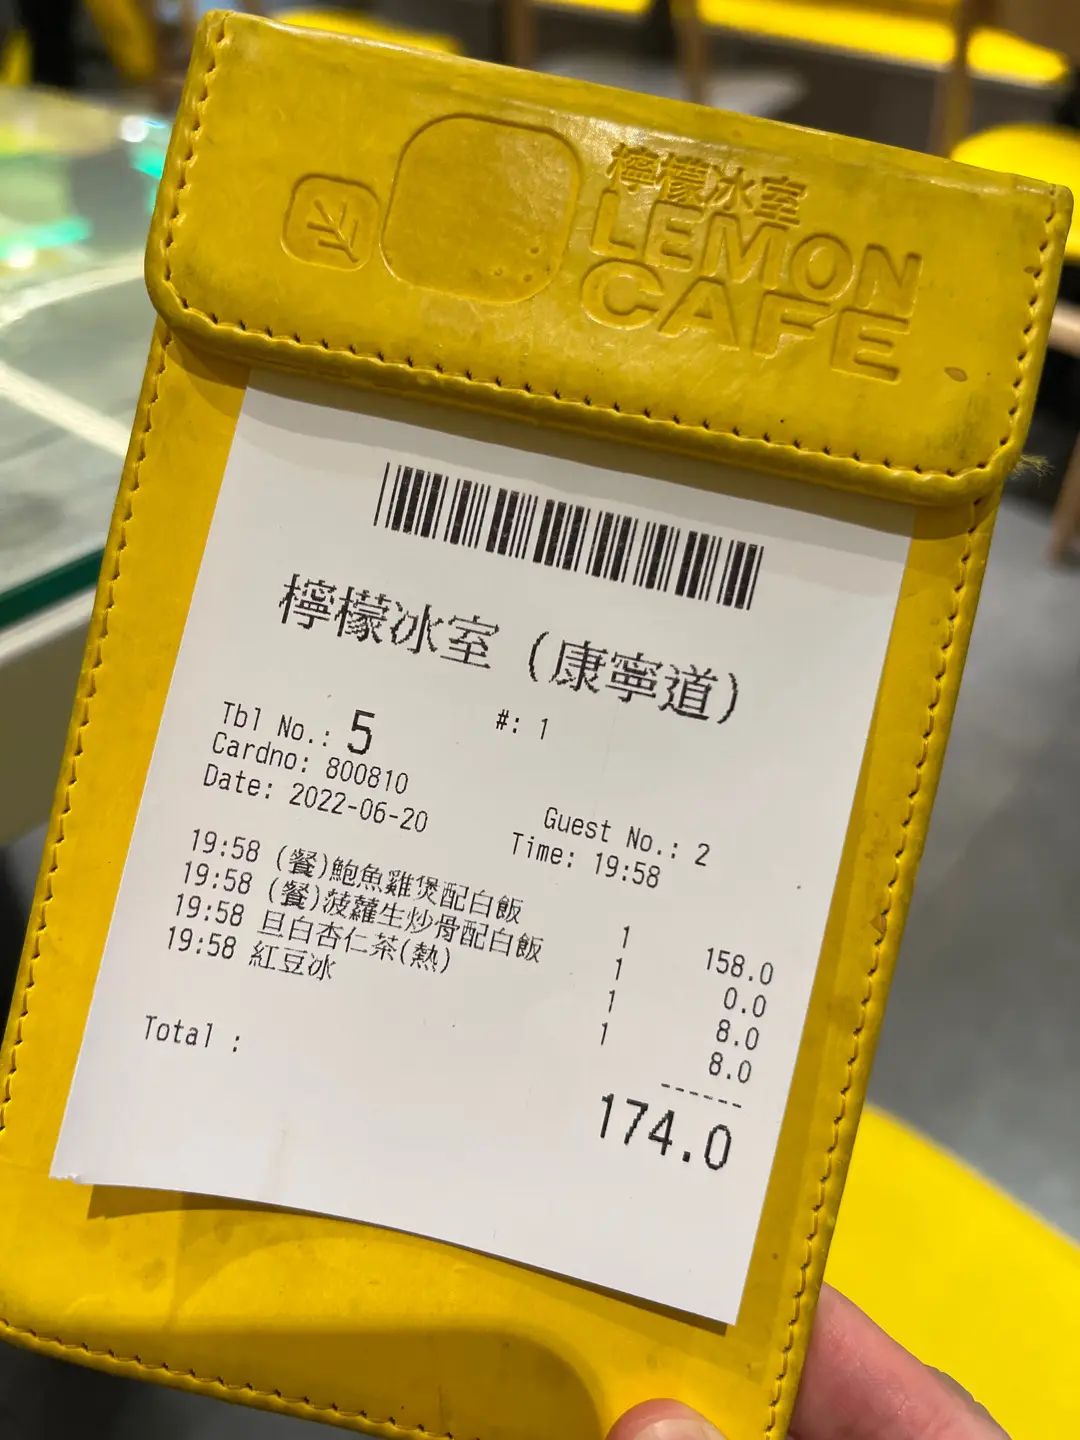 檸檬冰室
LEMON
CAFE
檸檬冰室（康寧道）
Tbl No.: 5 #: 1
Cardno: 800810
Date: 2022-06-20 Guest No.: 2
Time: 19:58
19:58 (餐)鮑魚雞煲配白飯 1 158.0
19:58 (餐)菠蘿生炒骨配白飯 1 0.0
19:58 旦白杏仁茶(熱) 1 8.0
19:58 紅豆冰 1 8.0
------
Total : 174.0